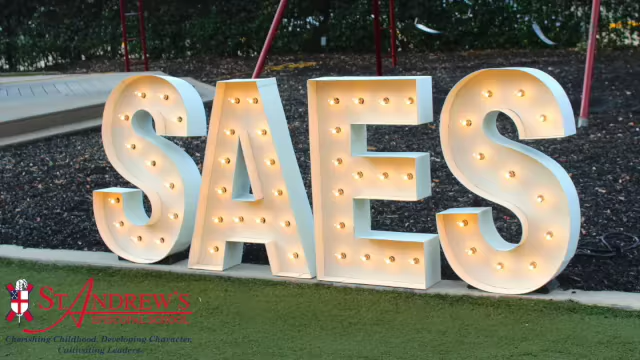 SAES
St. Andrew's
Cherishing Childhood, Developing Character,
Cultivating Leaders